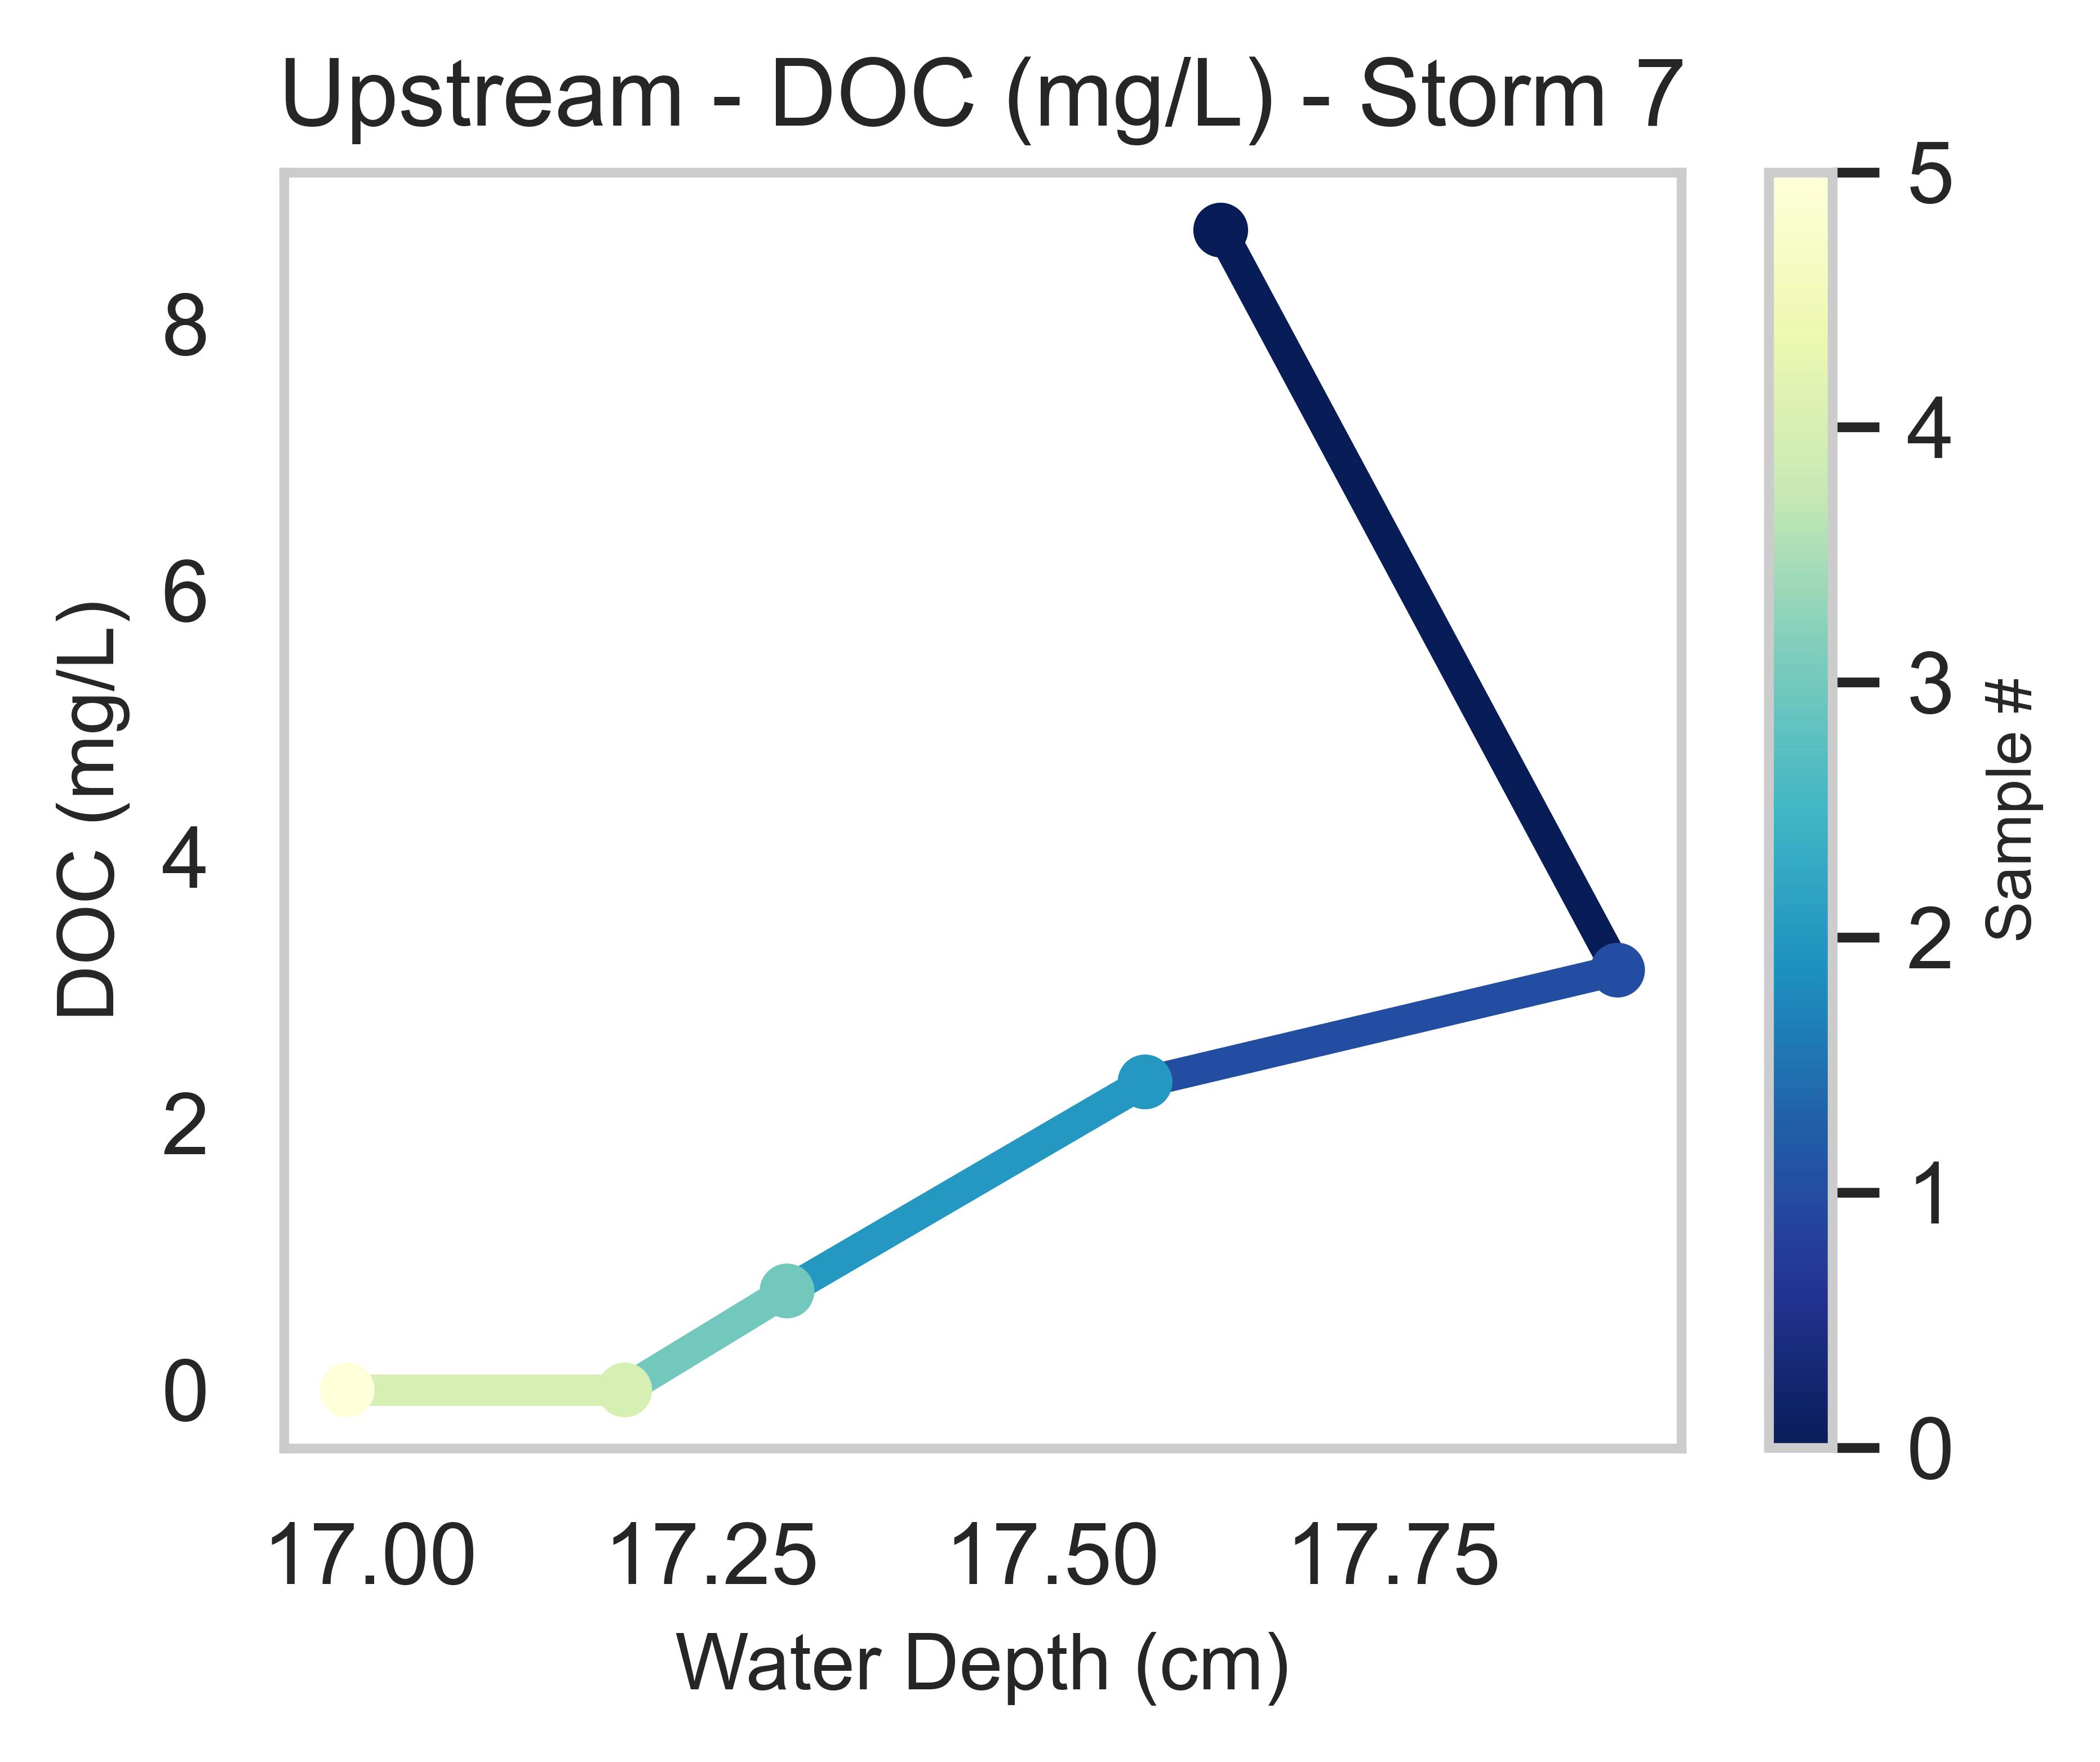 Upstream - DOC (mg/L) - Storm 7
DOC (mg/L)
8
6
4
2
0
17.00 17.25 17.50 17.75
Water Depth (cm)
5
4
3
2
1
0
Sample #